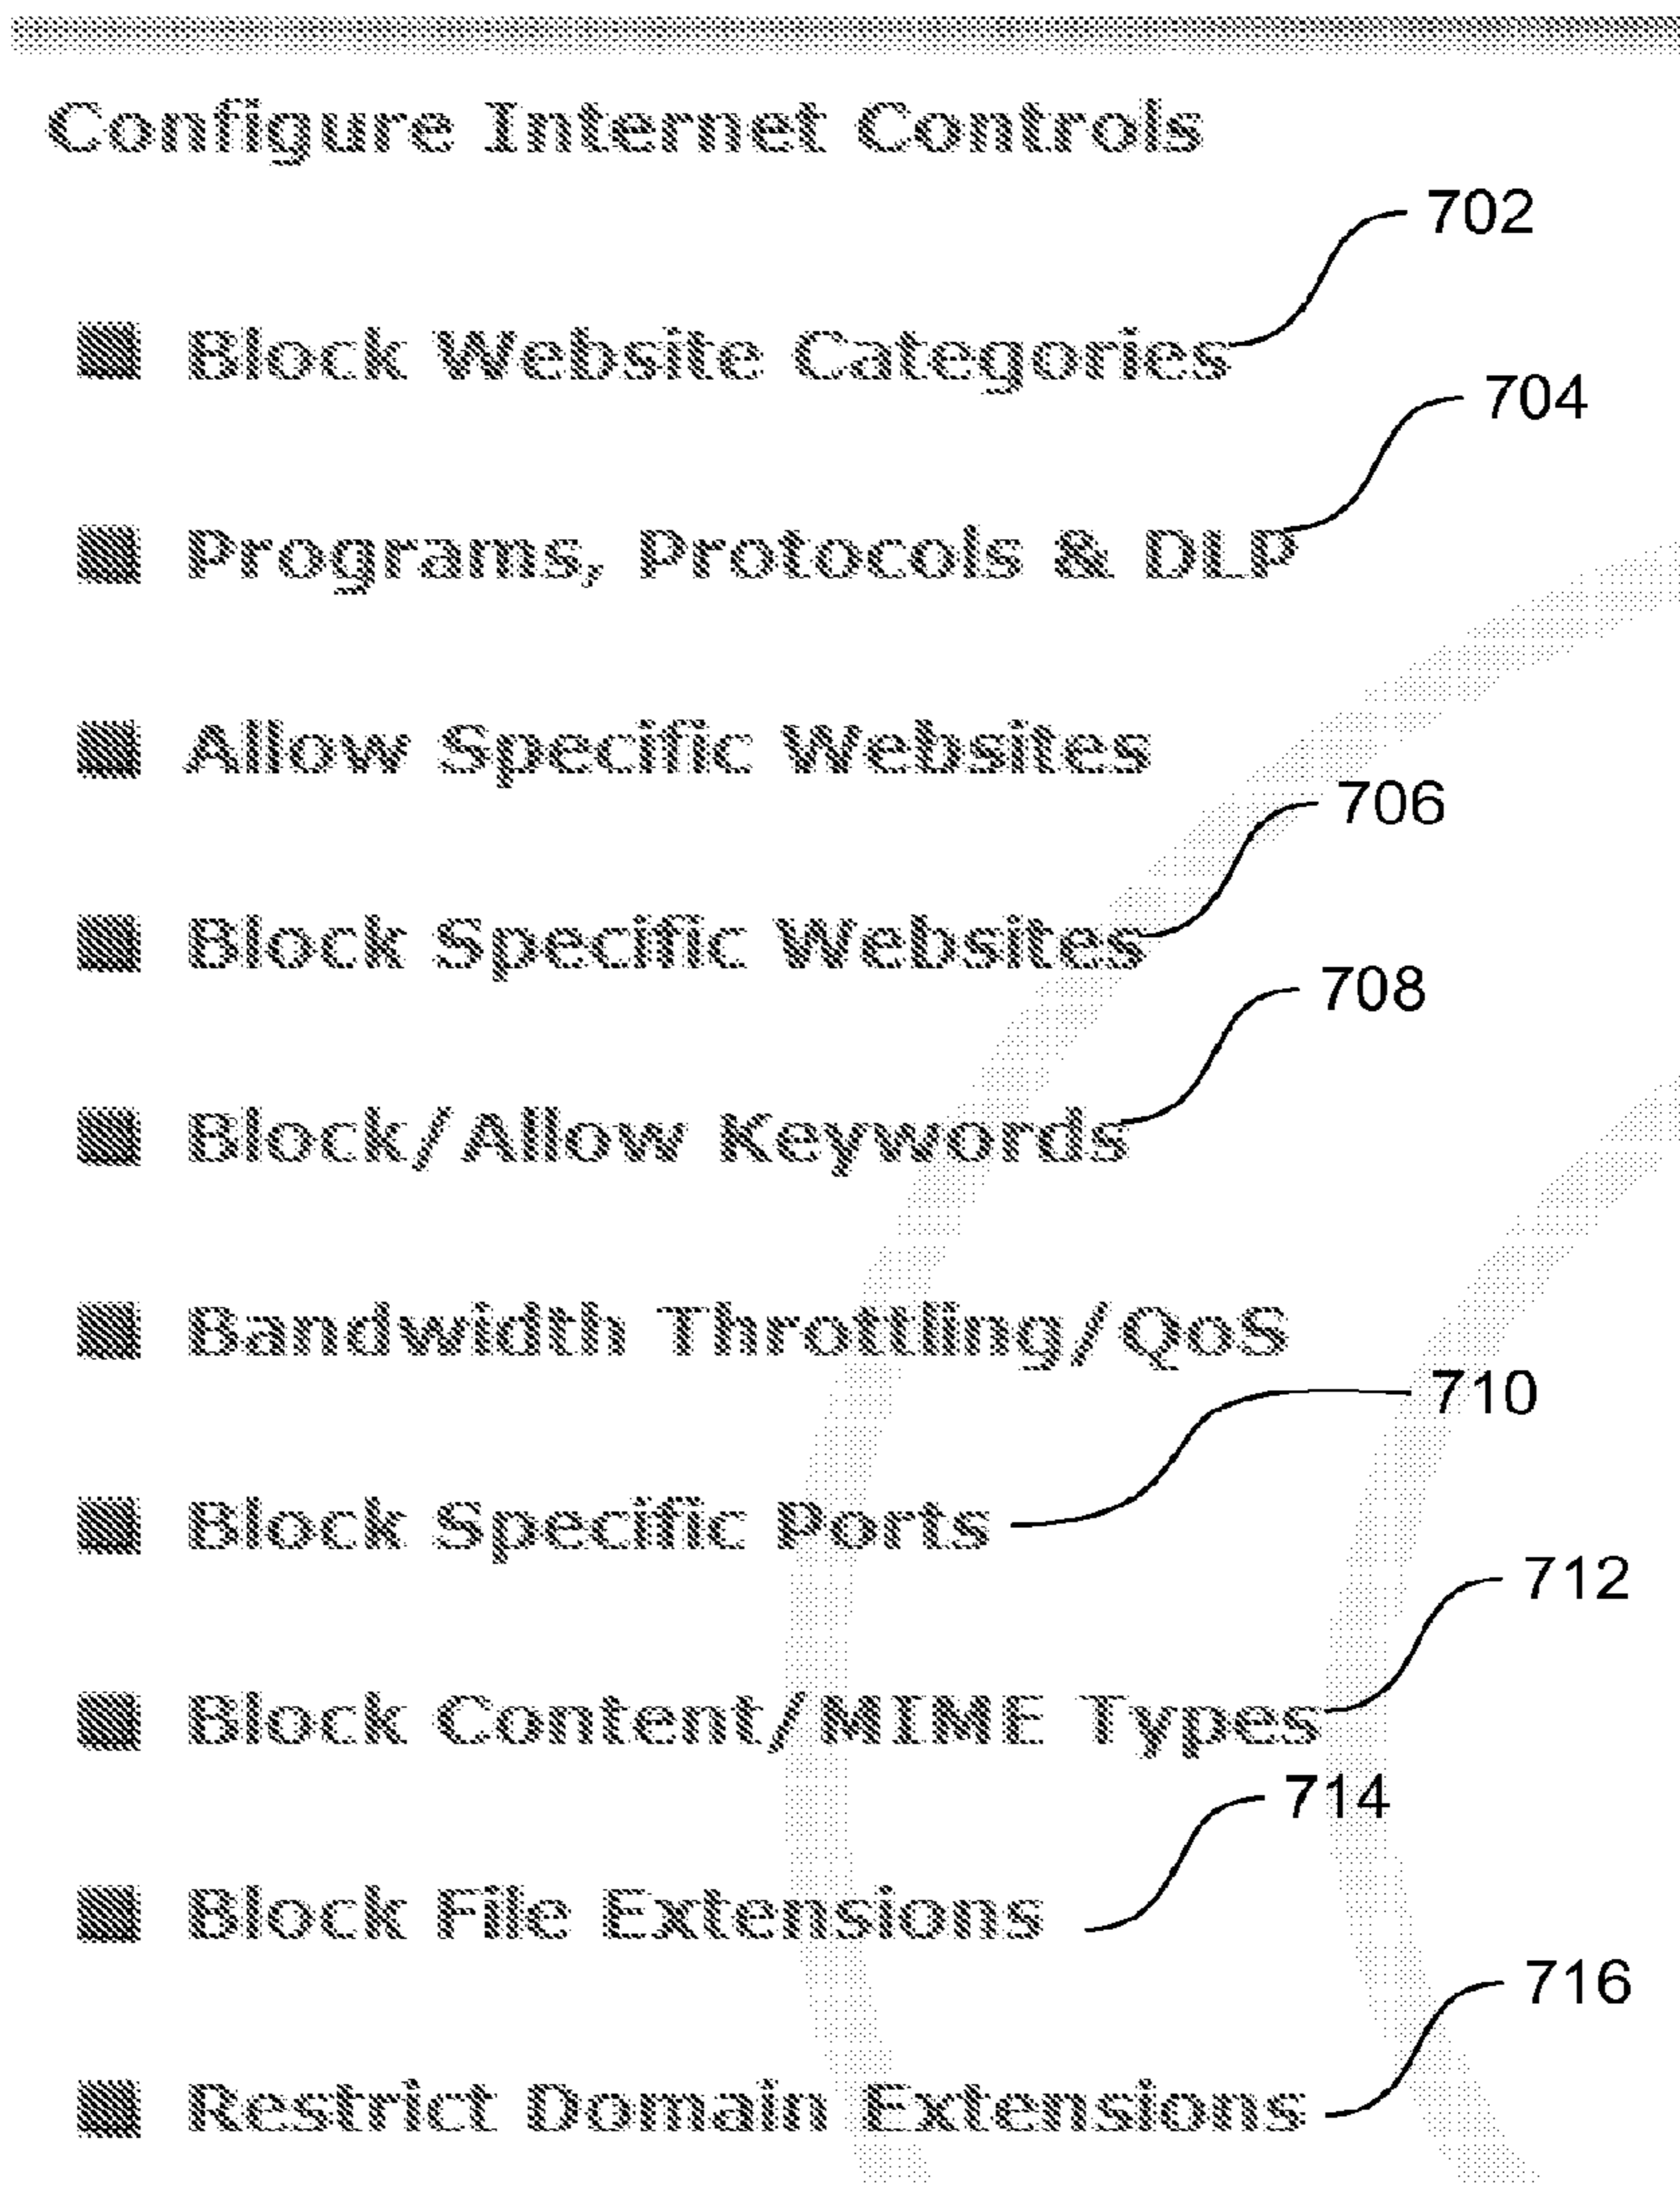 Configure Internet Controls
702
Block Website Categories
704
Programs, Protocols & DLP
Allow Specific Websites
706
Block Specific Websites
708
Block/Allow Keywords
Bandwidth Throttling/QoS
710
Block Specific Ports
712
Block Content/MIME Types
714
Block File Extensions
716
Restrict Domain Extensions